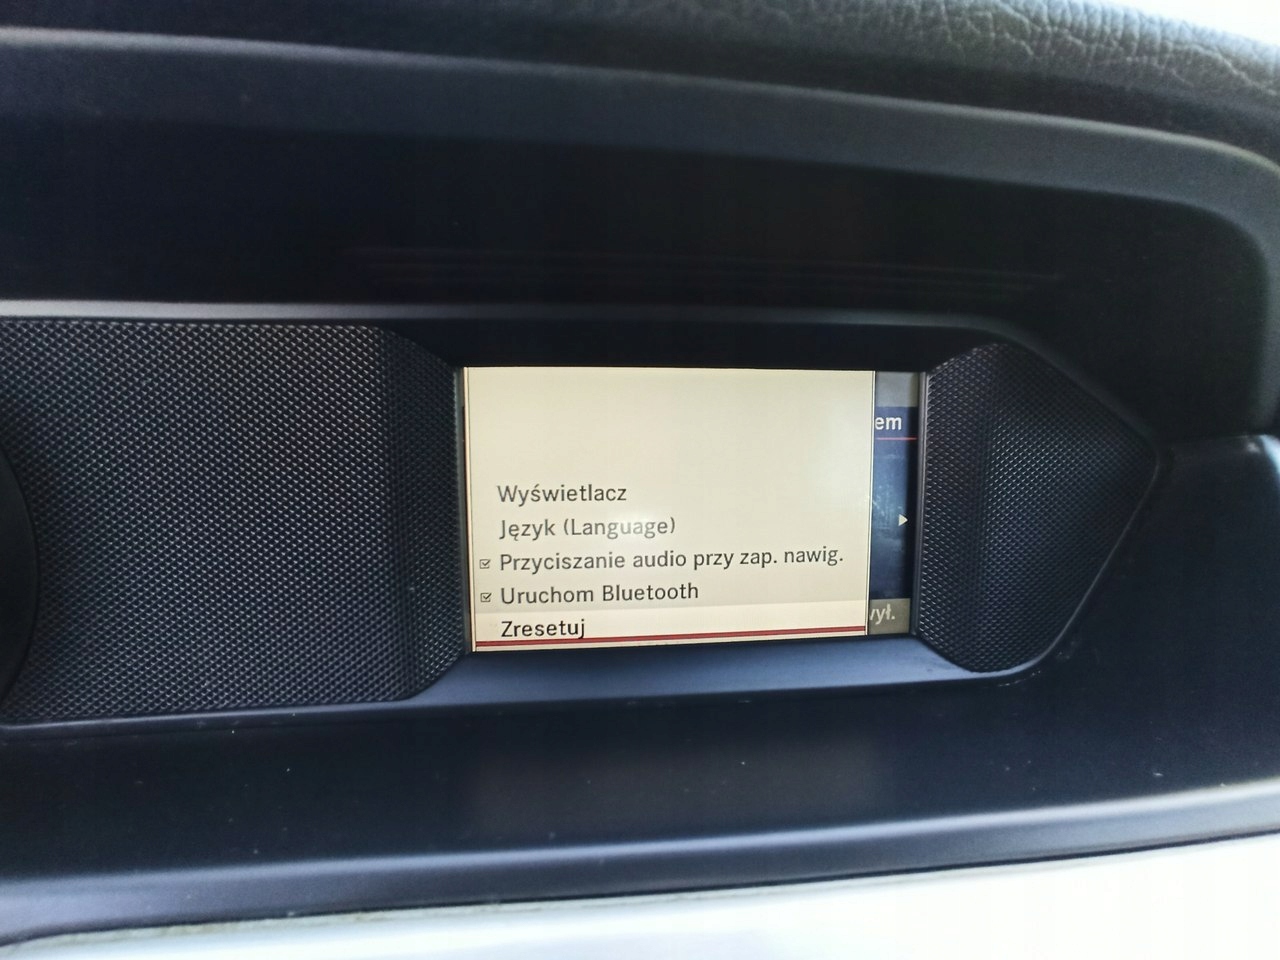 em
Wyświetlacz
Język (Language)
Przyciszanie audio przy zap. nawig.
Uruchom Bluetooth
Zresetuj
wył.